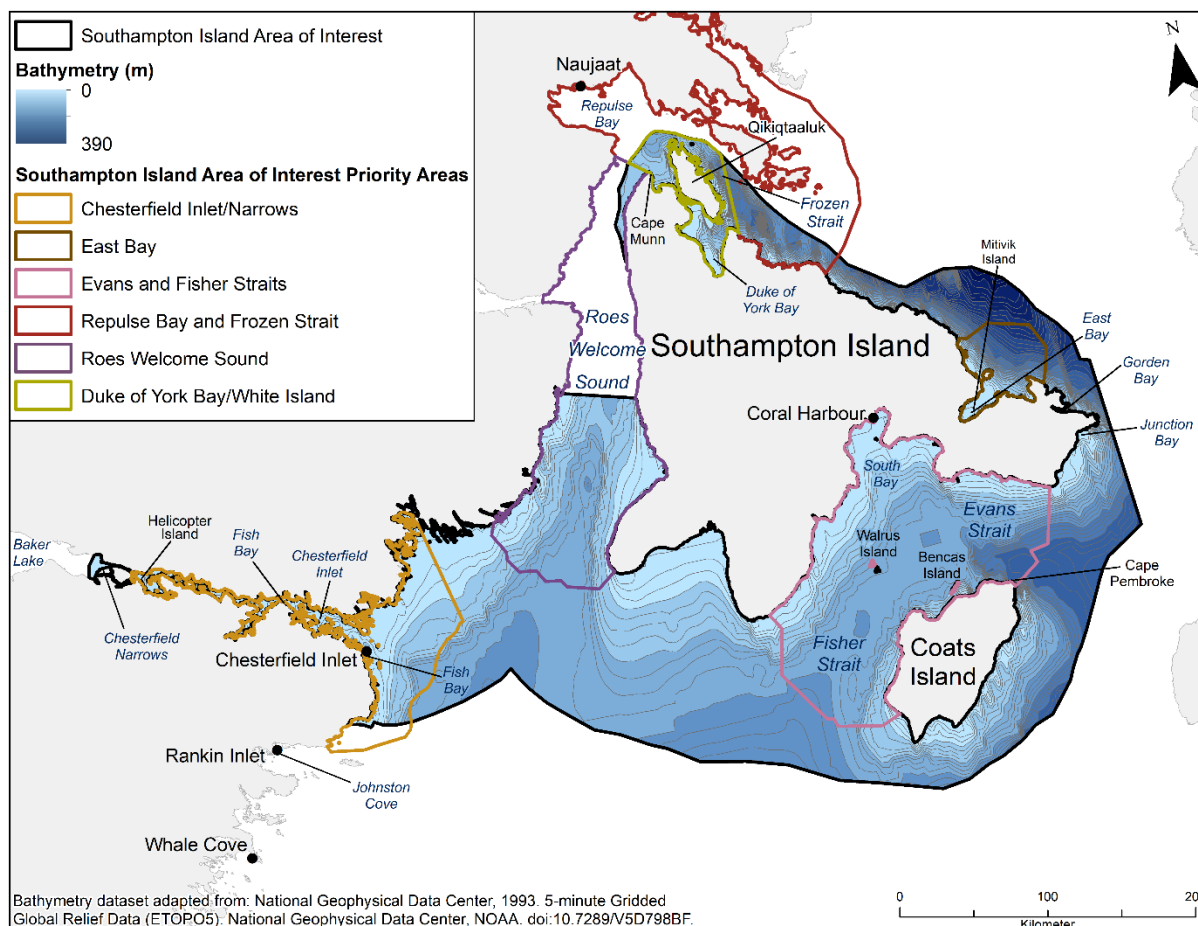 Southampton Island Area of Interest
Bathymetry (m)
0
390
Southampton Island Area of Interest Priority Areas
Chesterfield Inlet/Narrows
East Bay
Evans and Fisher Straits
Repulse Bay and Frozen Strait
Roes Welcome Sound
Duke of York Bay/White Island
N
Naujaat
Repulse
Bay
Qikiqtaaluk
Cape
Munn
Frozen
Strait
Mitivik
Island
Duke of
York Bay
East
Bay
Roes
Welcome
Sound
Southampton Island
Gorden
Bay
Coral Harbour
Junction
Bay
South
Bay
Evans
Strait
Helicopter
Island
Fish
Bay
Chesterfield
Inlet
Baker
Lake
Walrus
Island
Bencas
Island
Cape
Pembroke
Chesterfield
Narrows
Chesterfield Inlet
Fish
Bay
Fisher
Strait
Coats
Island
Rankin Inlet
Johnston
Cove
Whale Cove
Bathymetry dataset adapted from: National Geophysical Data Center, 1993. 5-minute Gridded
Global Relief Data (ETOPO5). National Geophysical Data Center, NOAA. doi:10.7289/V5D798BF.
0 100 20
Kilometer